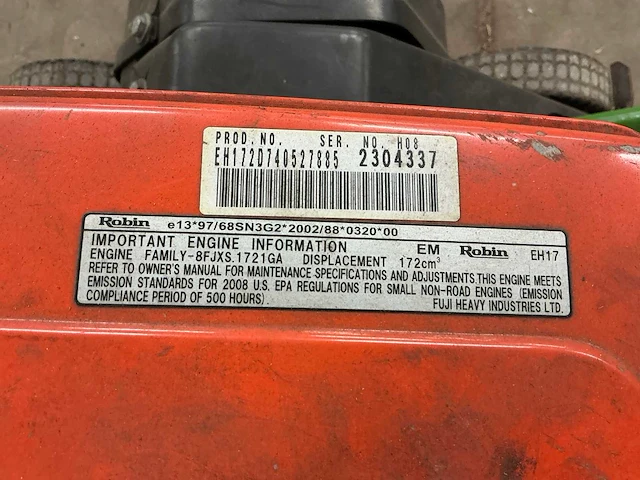 PROD. NO. SER. NO. H08
EH172D740527885 2304337
Robin e13*97/68SN3G2*2002/88*0320*00
IMPORTANT ENGINE INFORMATION EM Robin EH17
ENGINE FAMILY-8FJXS.1721GA DISPLACEMENT 172cm³
REFER TO OWNER'S MANUAL FOR MAINTENANCE SPECIFICATIONS AND ADJUSTMENTS.THIS ENGINE MEETS
EMISSION STANDARDS FOR 2008 U.S. EPA REGULATIONS FOR SMALL NON-ROAD ENGINES (EMISSION
COMPLIANCE PERIOD OF 500 HOURS). FUJI HEAVY INDUSTRIES LTD.